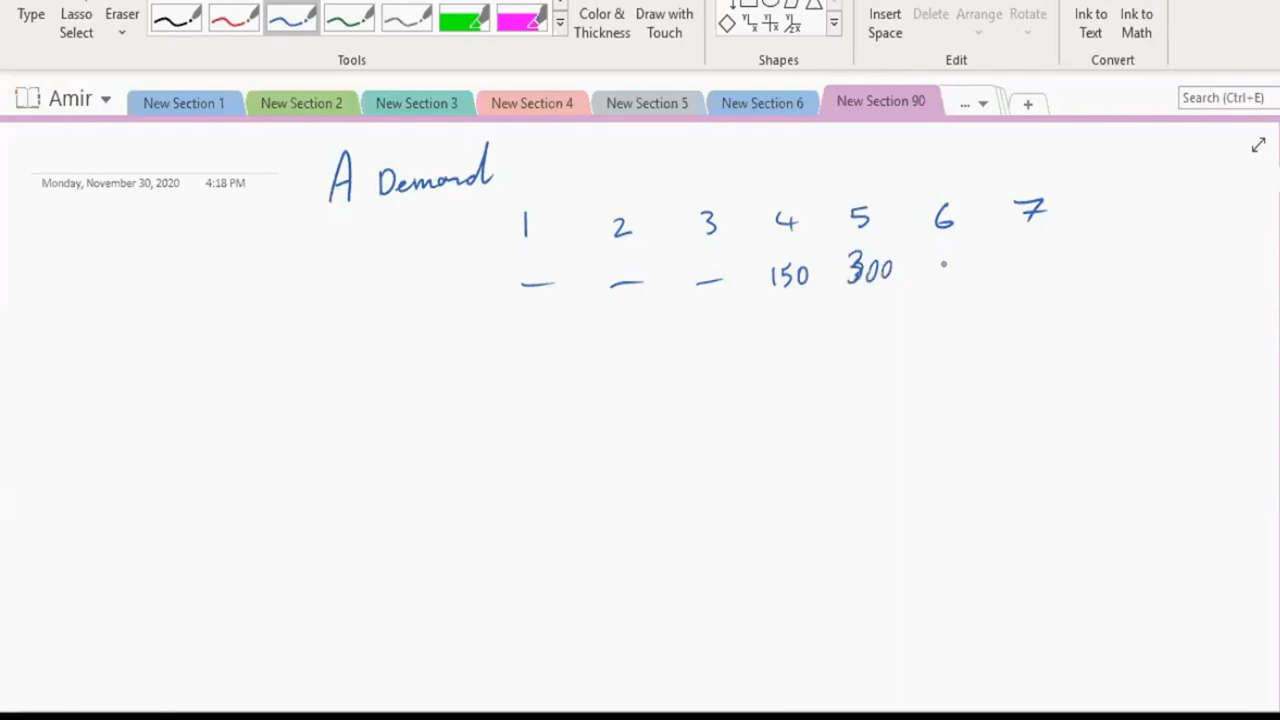 Type Lasso Select Eraser Color & Thickness Draw with Touch Insert Space Delete Arrange Rotate Ink to Text Ink to Math
Tools Shapes Edit Convert
Amir New Section 1 New Section 2 New Section 3 New Section 4 New Section 5 New Section 6 New Section 90 ... + Search (Ctrl+E)
Monday, November 30, 2020 4:18 PM
A Demand
1 2 3 4 5 6 7
— — — 150 300